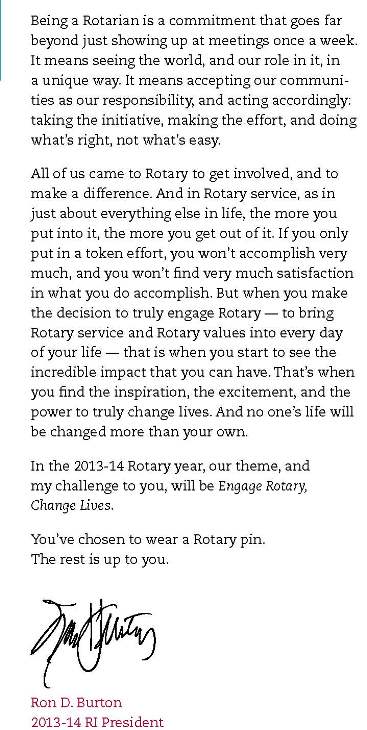 Being a Rotarian is a commitment that goes far
beyond just showing up at meetings once a week.
It means seeing the world, and our role in it, in
a unique way. It means accepting our communi-
ties as our responsibility, and acting accordingly:
taking the initiative, making the effort, and doing
what's right, not what's easy.
All of us came to Rotary to get involved, and to
make a difference. And in Rotary service, as in
just about everything else in life, the more you
put into it, the more you get out of it. If you only
put in a token effort, you won't accomplish very
much, and you won't find very much satisfaction
in what you do accomplish. But when you make
the decision to truly engage Rotary — to bring
Rotary service and Rotary values into every day
of your life — that is when you start to see the
incredible impact that you can have. That's when
you find the inspiration, the excitement, and the
power to truly change lives. And no one's life will
be changed more than your own.
In the 2013-14 Rotary year, our theme, and
my challenge to you, will be Engage Rotary,
Change Lives.
You've chosen to wear a Rotary pin.
The rest is up to you.
Ron D. Burton
2013-14 RI President